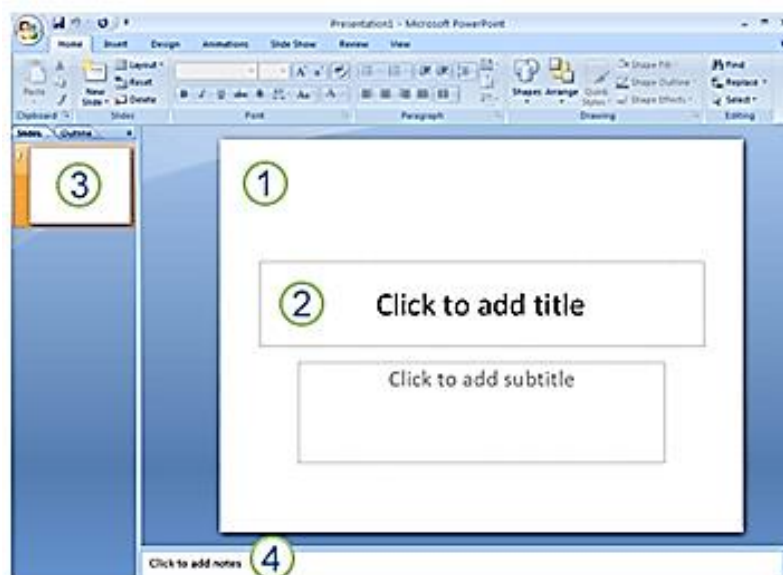 Presentation1 - Microsoft PowerPoint
Home Insert Design Animations Slide Show Review View
Layout
Shape Fill
Find
Reset
Shape Outline
Replace
Paste New Slide Delete
Shapes Arrange Quick Styles
Shape Effects
Select
Clipboard Slides Font Paragraph Drawing Editing
Slides Outline
3
1
2 Click to add title
Click to add subtitle
Click to add notes 4